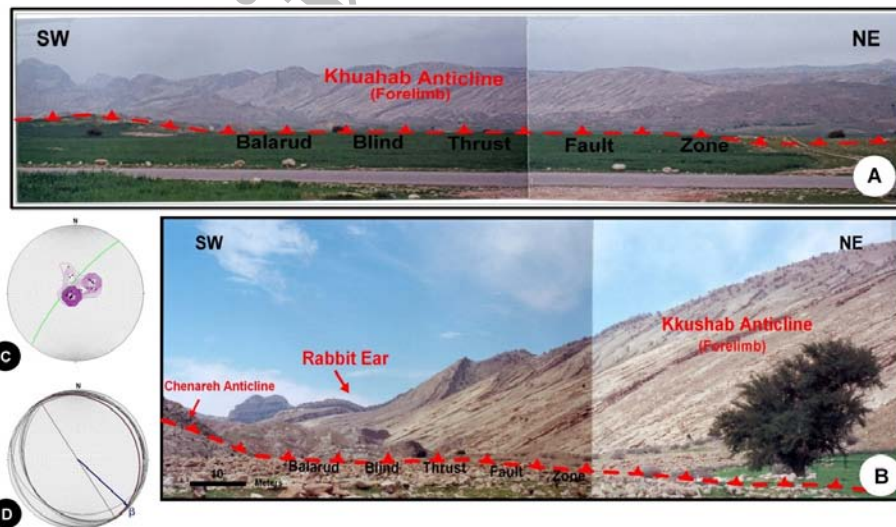 SW
NE
Khuahab Anticline
(Forelimb)
Balarud Blind Thrust Fault Zone
A
N
C
N
β
D
SW
NE
Kkushab Anticline
(Forelimb)
Rabbit Ear
Chenareh Anticline
Balarud Blind Thrust Fault Zone
10
Meters
B